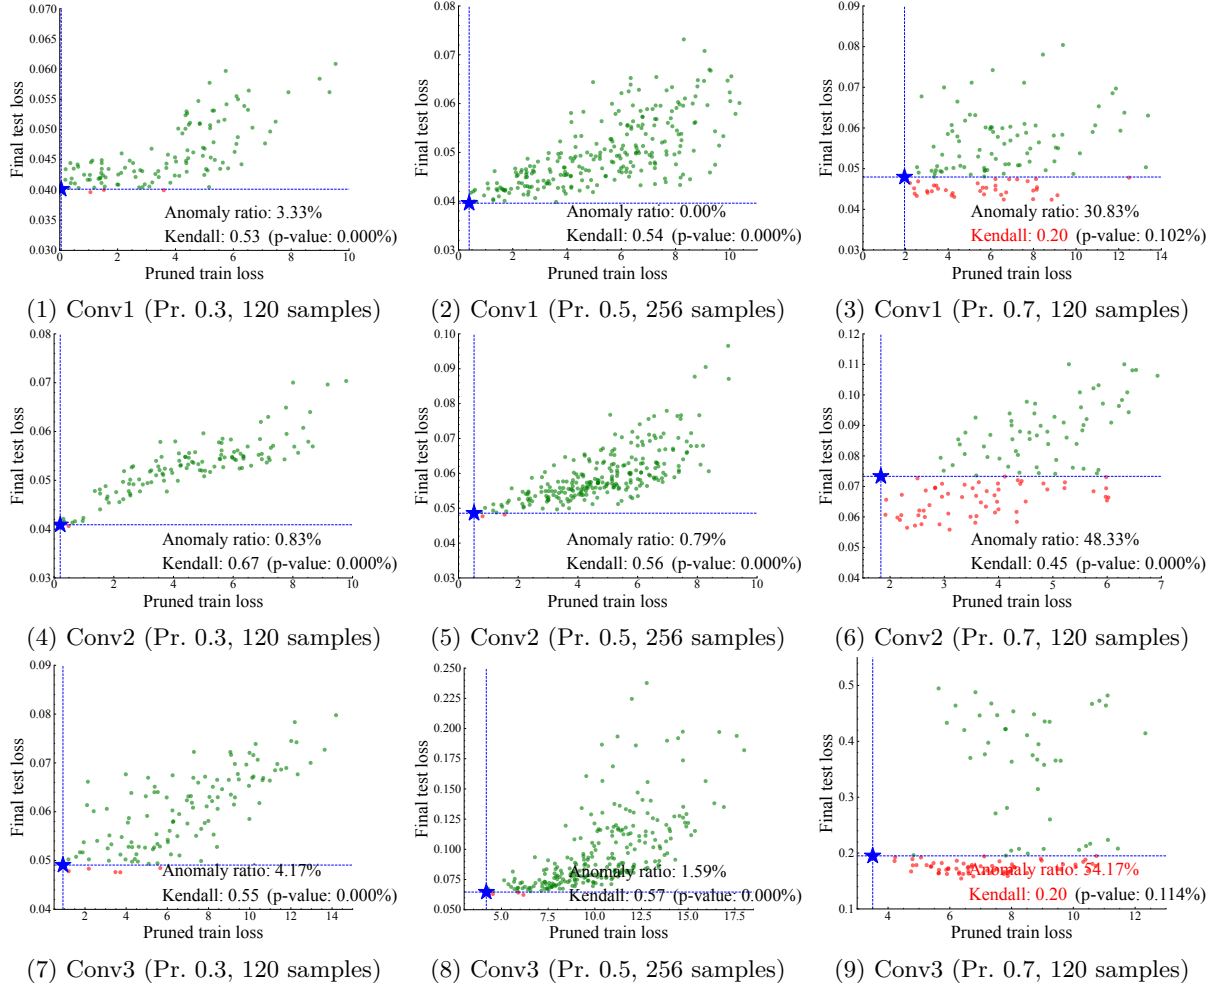 0.070
0.065
0.060
0.055
0.050
0.045
0.040
0.035
0.030
Final test loss
0 2 4 6 8 10
Pruned train loss
Anomaly ratio: 3.33%
Kendall: 0.53 (p-value: 0.000%)
(1) Conv1 (Pr. 0.3, 120 samples)
0.08
0.07
0.06
0.05
0.04
0.03
Final test loss
0 2 4 6 8 10
Pruned train loss
Anomaly ratio: 0.00%
Kendall: 0.54 (p-value: 0.000%)
(2) Conv1 (Pr. 0.5, 256 samples)
0.09
0.08
0.07
0.06
0.05
0.04
0.03
Final test loss
0 2 4 6 8 10 12 14
Pruned train loss
Anomaly ratio: 30.83%
Kendall: 0.20 (p-value: 0.102%)
(3) Conv1 (Pr. 0.7, 120 samples)
0.08
0.07
0.06
0.05
0.04
0.03
Final test loss
0 2 4 6 8 10
Pruned train loss
Anomaly ratio: 0.83%
Kendall: 0.67 (p-value: 0.000%)
(4) Conv2 (Pr. 0.3, 120 samples)
0.10
0.09
0.08
0.07
0.06
0.05
0.04
0.03
Final test loss
0 2 4 6 8 10
Pruned train loss
Anomaly ratio: 0.79%
Kendall: 0.56 (p-value: 0.000%)
(5) Conv2 (Pr. 0.5, 256 samples)
0.12
0.11
0.10
0.09
0.08
0.07
0.06
0.05
0.04
Final test loss
2 3 4 5 6 7
Pruned train loss
Anomaly ratio: 48.33%
Kendall: 0.45 (p-value: 0.000%)
(6) Conv2 (Pr. 0.7, 120 samples)
0.09
0.08
0.07
0.06
0.05
0.04
Final test loss
2 4 6 8 10 12 14
Pruned train loss
Anomaly ratio: 4.17%
Kendall: 0.55 (p-value: 0.000%)
(7) Conv3 (Pr. 0.3, 120 samples)
0.250
0.225
0.200
0.175
0.150
0.125
0.100
0.075
0.050
Final test loss
5.0 7.5 10.0 12.5 15.0 17.5
Pruned train loss
Anomaly ratio: 1.59%
Kendall: 0.57 (p-value: 0.000%)
(8) Conv3 (Pr. 0.5, 256 samples)
0.5
0.4
0.3
0.2
0.1
Final test loss
4 6 8 10 12
Pruned train loss
Anomaly ratio: 54.17%
Kendall: 0.20 (p-value: 0.114%)
(9) Conv3 (Pr. 0.7, 120 samples)